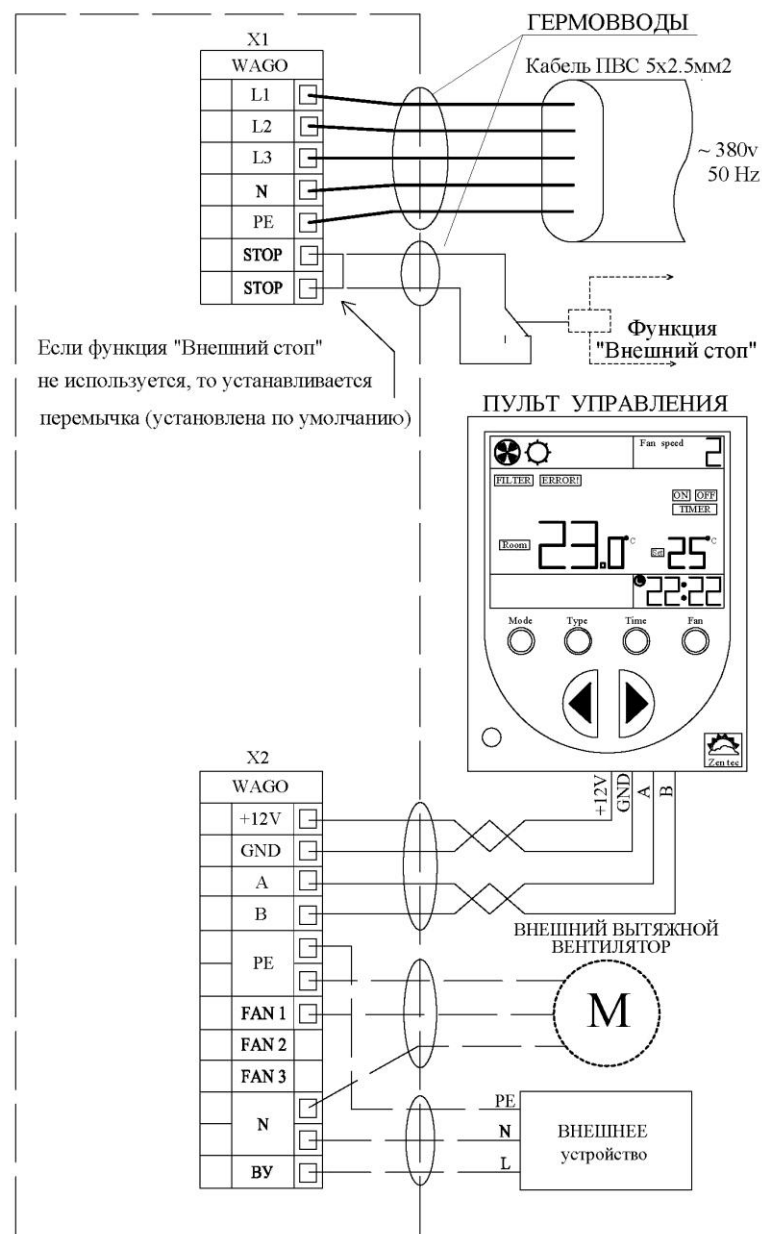 ГЕРМОВВОДЫ
X1
WAGO
Кабель ПВС 5х2.5мм2
L1
L2
L3
N
PE
STOP
STOP
~ 380v
50 Hz
Функция
"Внешний стоп"
Если функция "Внешний стоп"
не используется, то устанавливается
перемычка (установлена по умолчанию)
ПУЛЬТ УПРАВЛЕНИЯ
Fan speed 2
FILTER ERROR!
ON OFF
TIMER
Room 23.0°C Set 25°C
22:22
Mode Type Time Fan
Zentec
+12V GND A B
X2
WAGO
+12V
GND
A
B
PE
FAN 1
FAN 2
FAN 3
N
ВУ
ВНЕШНИЙ ВЫТЯЖНОЙ
ВЕНТИЛЯТОР
M
PE
N
L
ВНЕШНЕЕ
устройство